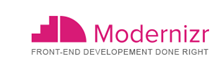 Modernizr
FRONT-END DEVELOPEMENT DONE RIGHT